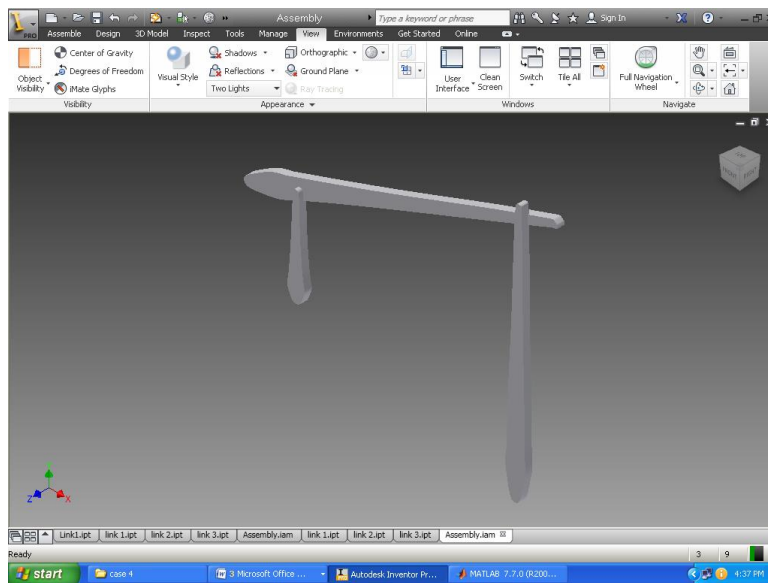 Assembly
Type a keyword or phrase
Sign In
PRO
Assemble Design 3D Model Inspect Tools Manage View Environments Get Started Online
Center of Gravity
Degrees of Freedom
iMate Glyphs
Object Visibility
Visibility
Visual Style
Shadows
Reflections
Two Lights
Orthographic
Ground Plane
Ray Tracing
Appearance
User Interface
Clean Screen
Switch
Tile All
Windows
Full Navigation Wheel
Navigate
Z
X
Link1.ipt link 1.ipt link 2.ipt link 3.ipt Assembly.iam link 1.ipt link 2.ipt link 3.ipt Assembly.iam
Ready
3 9
start case 4 3 Microsoft Office ... Autodesk Inventor Pr... MATLAB 7.7.0 (R200... 4:37 PM